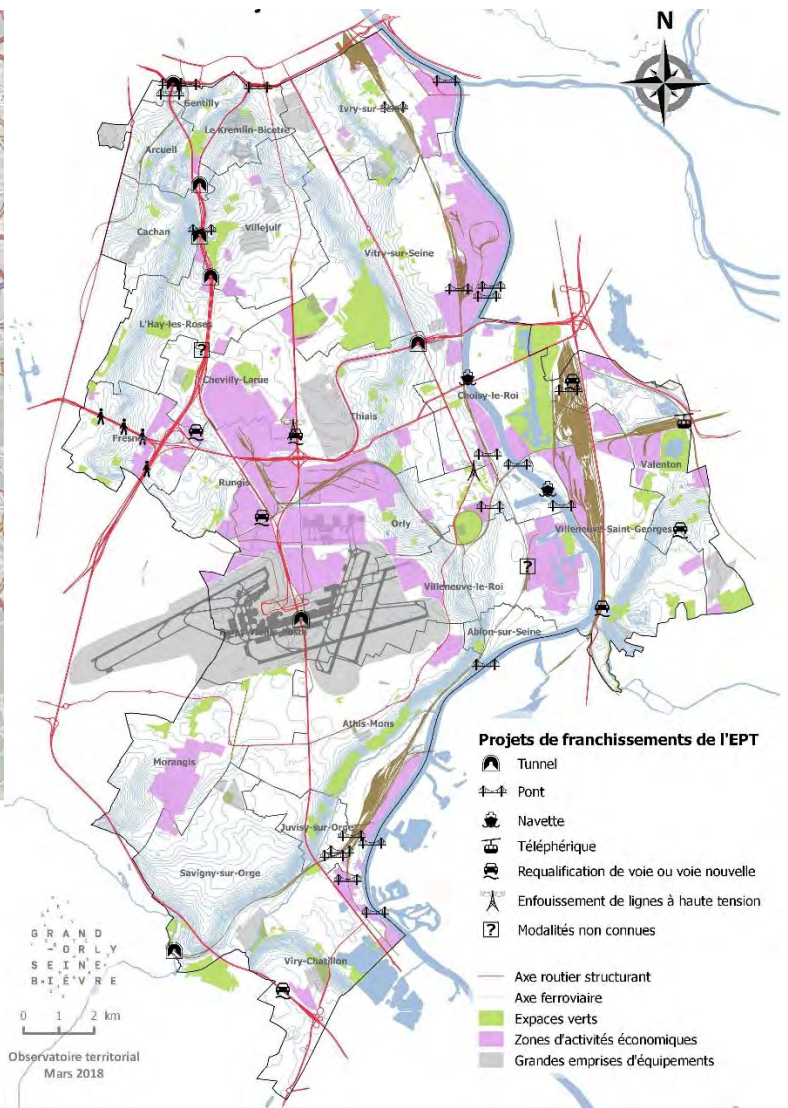 N
Gentilly
Ivry-sur-Seine
Le Kremlin-Bicetre
Arcueil
Cachan
Villejuif
Vitry-sur-Seine
L'Hay-les-Roses
Chevilly-Larue
Choisy-le-Roi
Thiais
Fresnes
Valenton
Rungis
Orly
Villeneuve-Saint-Georges
Villeneuve-le-Roi
Ablon-sur-Seine
Athis-Mons
Morangis
Juvisy-sur-Orge
Savigny-sur-Orge
Viry-Chatillon
Projets de franchissements de l'EPT
Tunnel
Pont
Navette
Téléphérique
Requalification de voie ou voie nouvelle
Enfouissement de lignes à haute tension
? Modalités non connues
Axe routier structurant
Axe ferroviaire
Espaces verts
Zones d'activités économiques
Grandes emprises d'équipements
GRAND
ORLY
SEINE
BIÈVRE
0 1 2 km
Observatoire territorial
Mars 2018